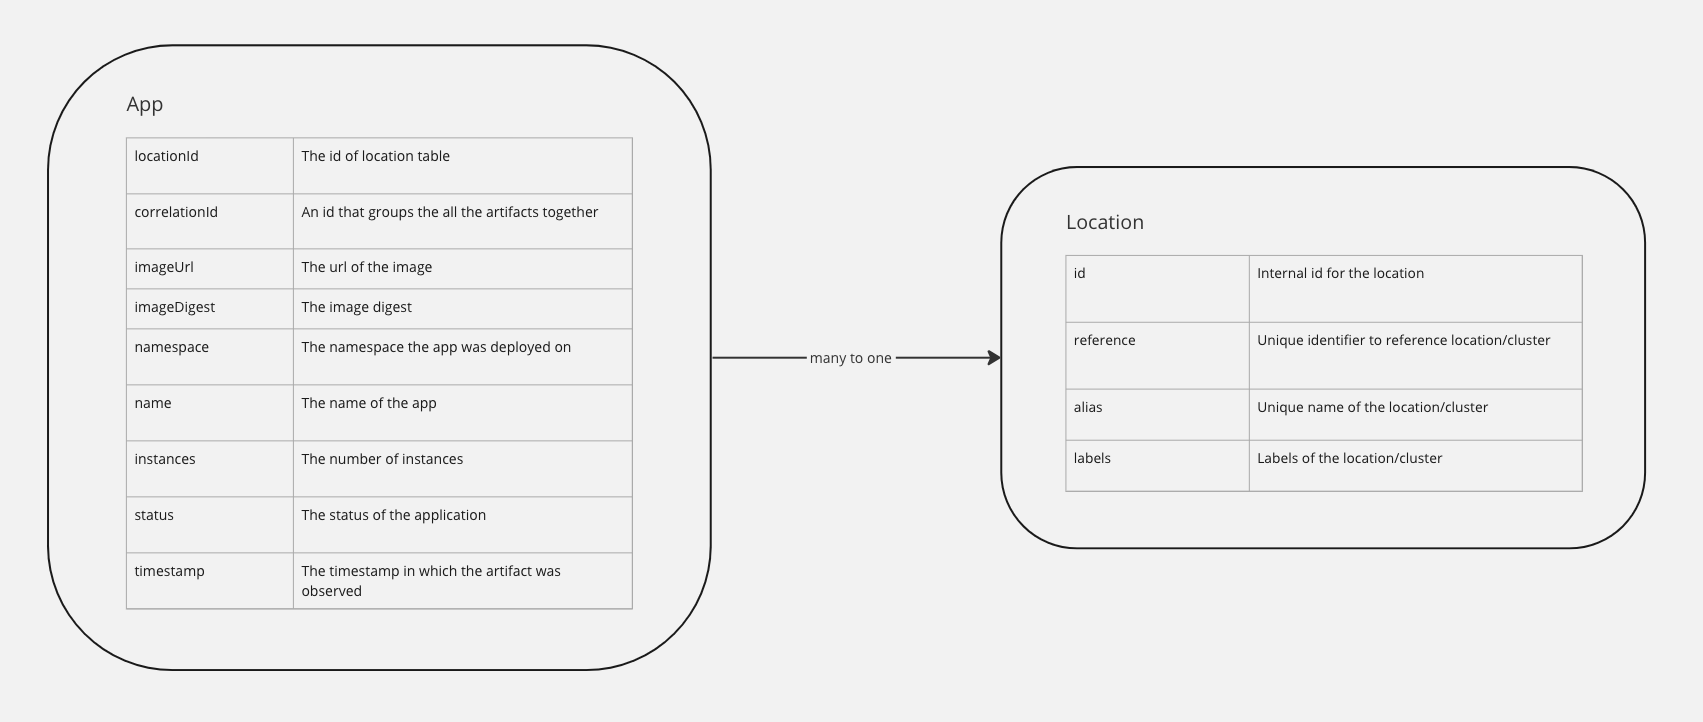 App
locationId
The id of location table
correlationId
An id that groups the all the artifacts together
imageUrl
The url of the image
imageDigest
The image digest
namespace
The namespace the app was deployed on
name
The name of the app
instances
The number of instances
status
The status of the application
timestamp
The timestamp in which the artifact was
observed
many to one
Location
id
Internal id for the location
reference
Unique identifier to reference location/cluster
alias
Unique name of the location/cluster
labels
Labels of the location/cluster